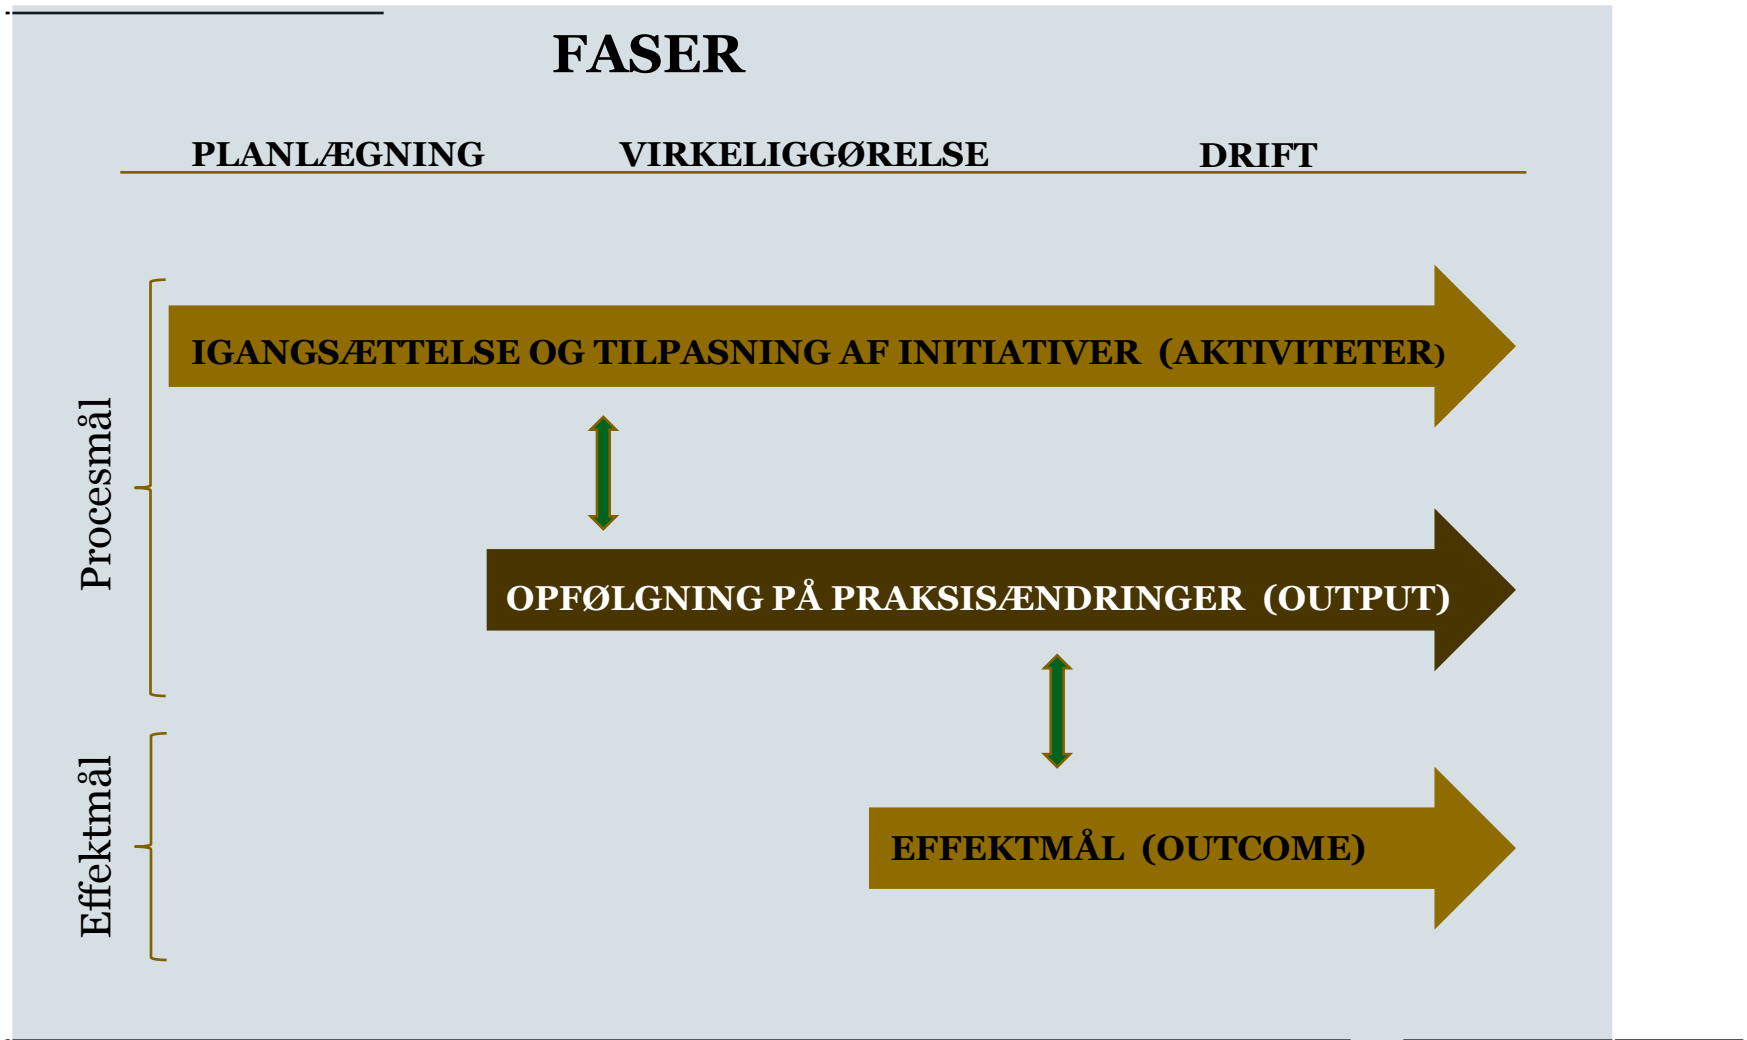 FASER
PLANLÆGNING VIRKELIGGØRELSE DRIFT
Procesmål
IGANGSÆTTELSE OG TILPASNING AF INITIATIVER (AKTIVITETER)
OPFØLGNING PÅ PRAKSISÆNDRINGER (OUTPUT)
Effektmål
EFFEKTMÅL (OUTCOME)